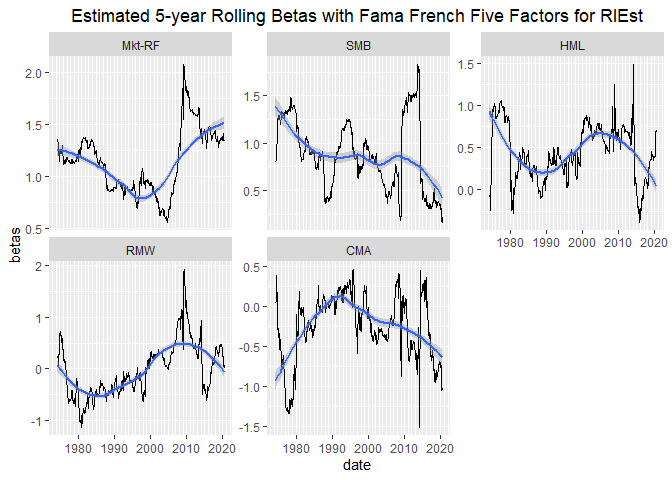 Estimated 5-year Rolling Betas with Fama French Five Factors for RlEst
Mkt-RF
SMB
HML
2.0
1.5
1.0
0.5
1.5
1.0
0.5
1.5
1.0
0.5
0.0
1980 1990 2000 2010 2020
RMW
CMA
2
1
0
-1
0.5
0.0
-0.5
-1.0
-1.5
1980 1990 2000 2010 2020
1980 1990 2000 2010 2020
betas
date